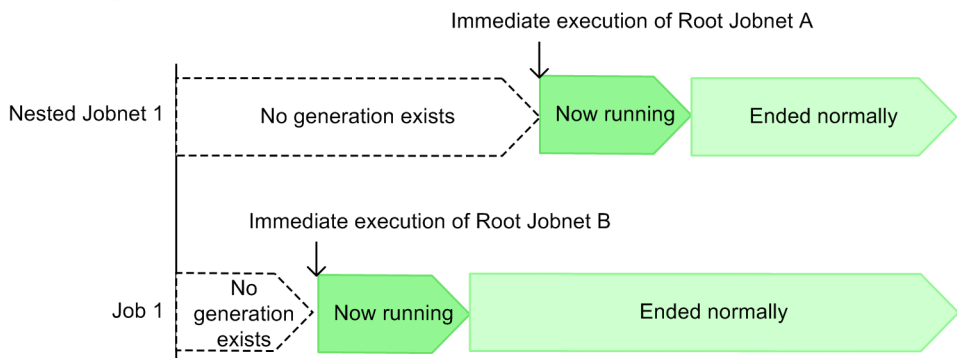 Immediate execution of Root Jobnet A
Nested Jobnet 1
No generation exists
Now running
Ended normally
Immediate execution of Root Jobnet B
Job 1
No
generation
exists
Now running
Ended normally